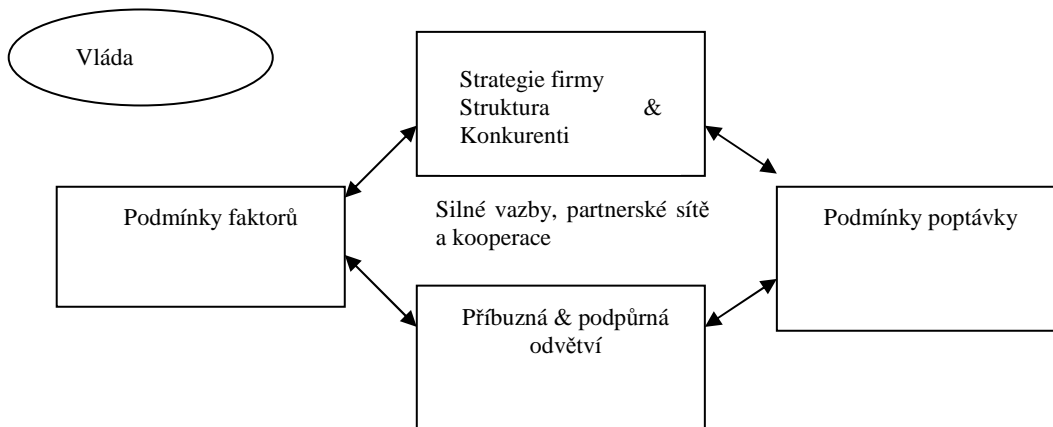 Vláda
Strategie firmy
Struktura &
Konkurenti
Podmínky faktorů
Silné vazby, partnerské sítě
a kooperace
Podmínky poptávky
Příbuzná & podpůrná
odvětví